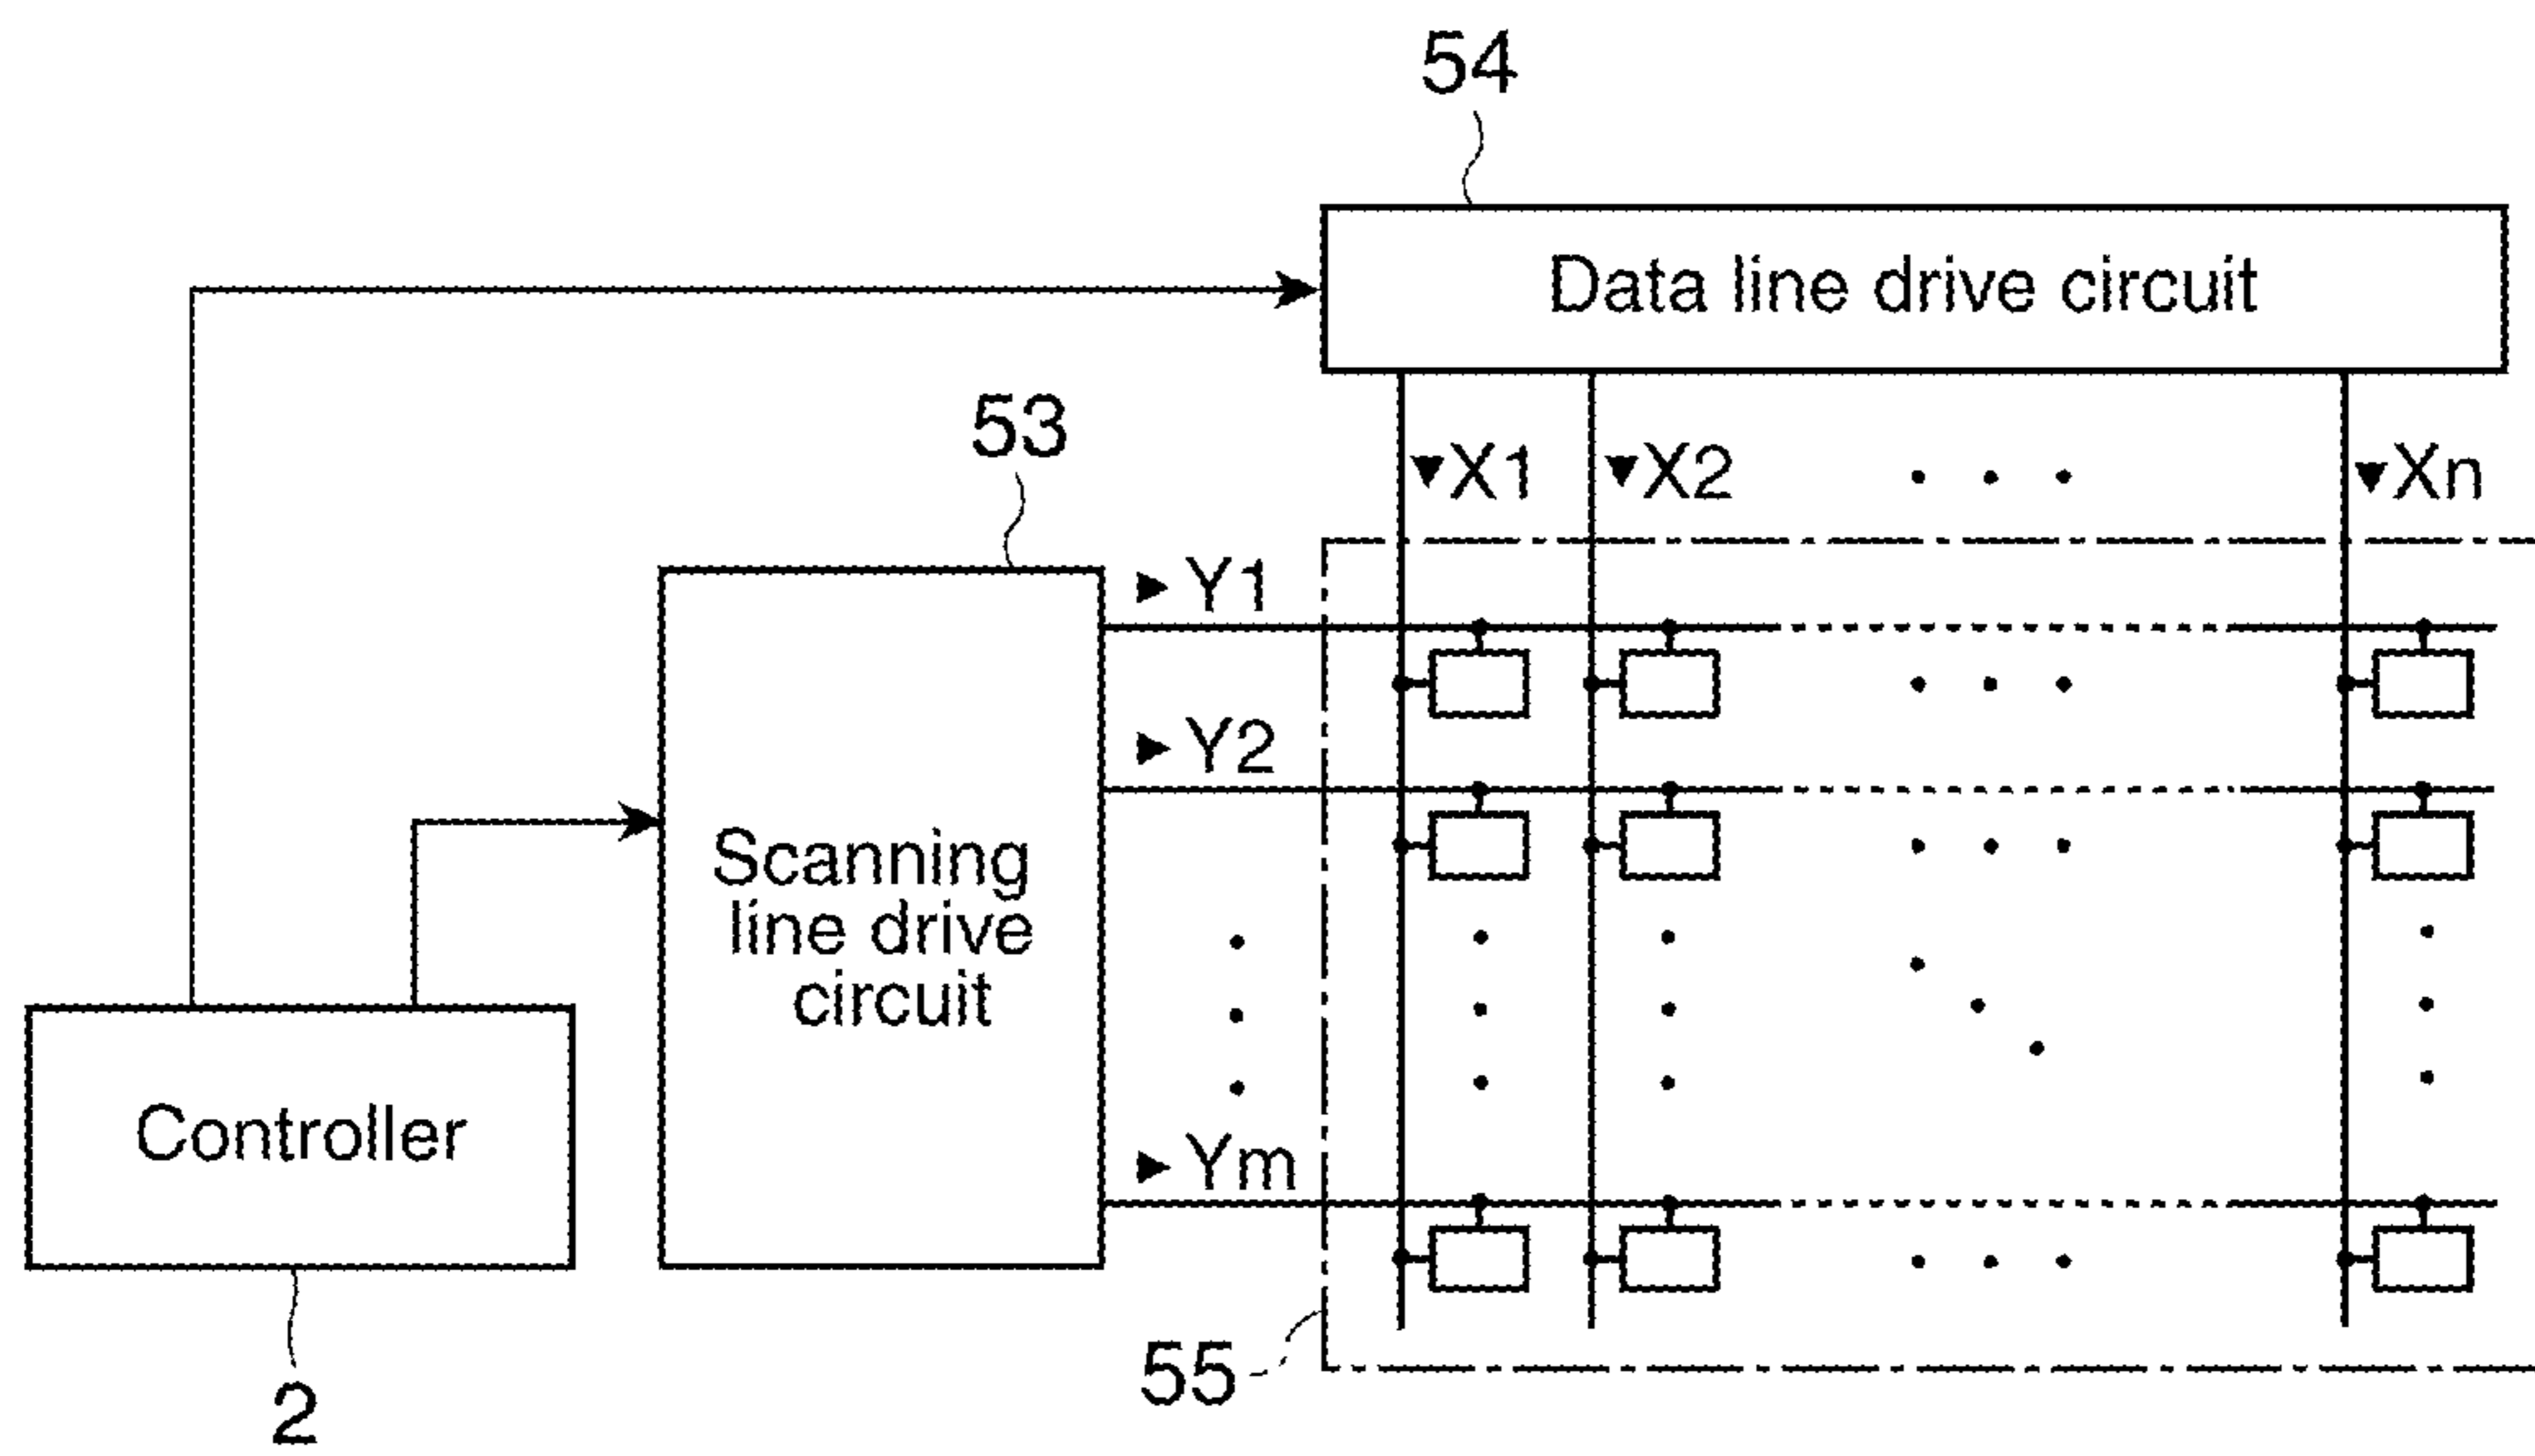 54
Data line drive circuit
53
▼X1 ▼X2 . . . ▼Xn
►Y1
►Y2
Scanning
line drive
circuit
Controller
►Ym
55
2